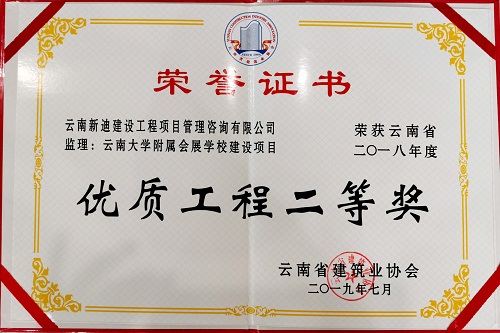 荣誉证书
云南新迪建设工程项目管理咨询有限公司
监理：云南大学附属会展学校建设项目
荣获云南省
二〇一八年度
优质工程二等奖
云南省建筑业协会
二〇一九年七月